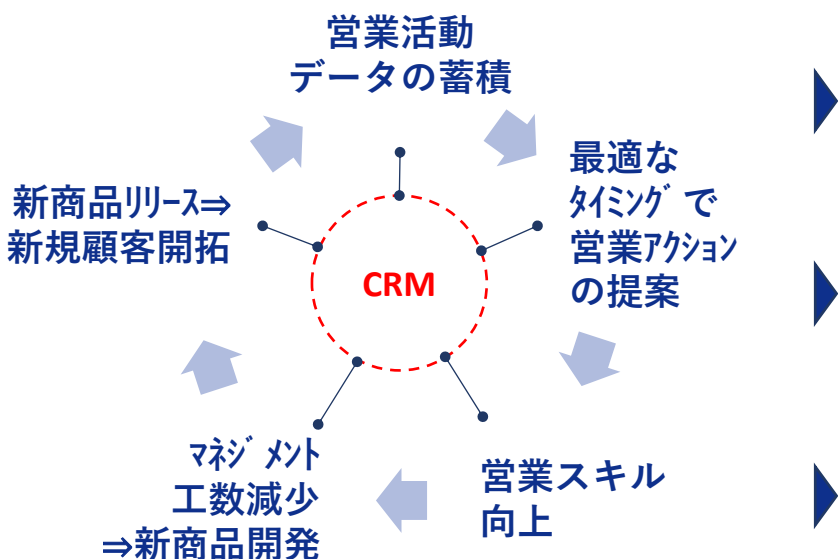 営業活動
データの蓄積
最適な
ﾀｲﾐﾝｸﾞで
営業ｱｸｼｮﾝ
の提案
新商品ﾘﾘｰｽ⇒
新規顧客開拓
CRM
ﾏﾈｼﾞﾒﾝﾄ
工数減少
⇒新商品開発
営業スキル
向上